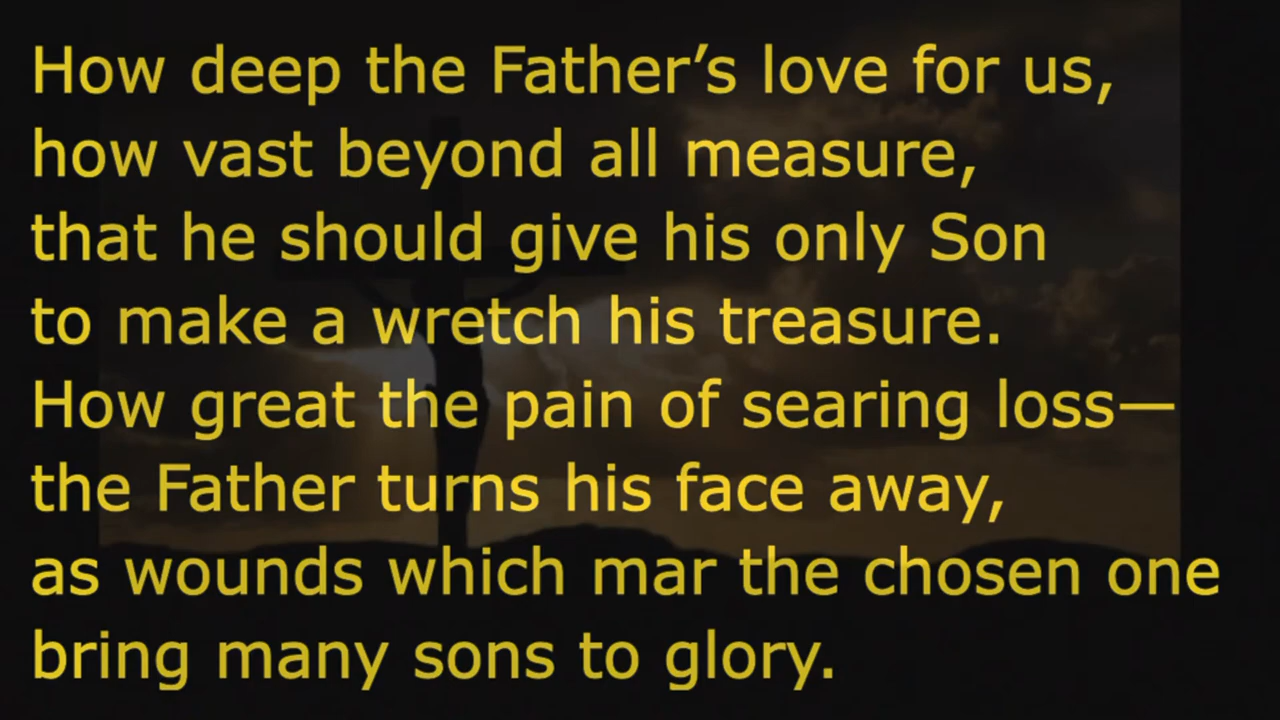 How deep the Father’s love for us,
how vast beyond all measure,
that he should give his only Son
to make a wretch his treasure.
How great the pain of searing loss—
the Father turns his face away,
as wounds which mar the chosen one
bring many sons to glory.